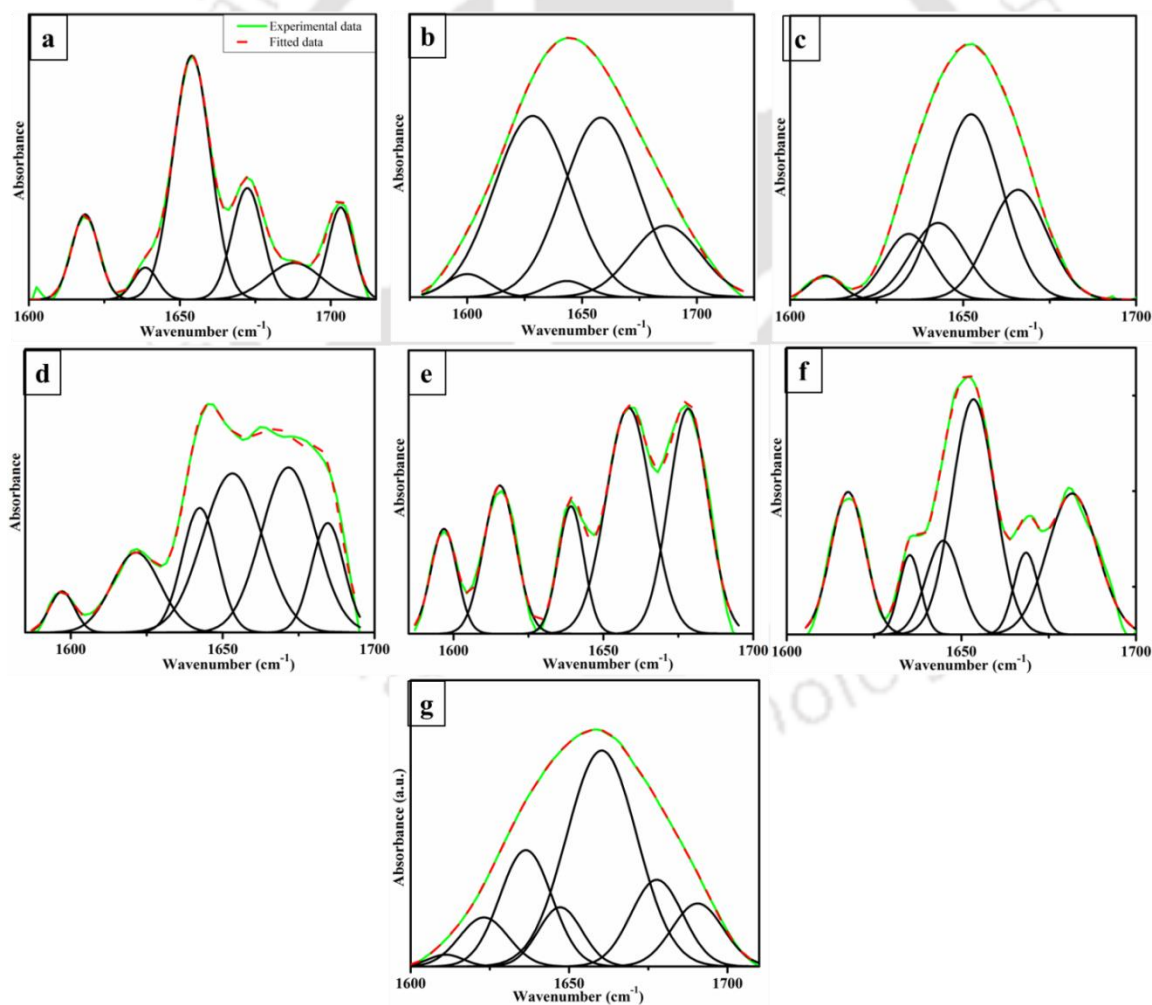 a
Experimental data
Fitted data
Absorbance
1600
1650
1700
Wavenumber (cm⁻¹)
b
Absorbance
1600
1650
1700
Wavenumber (cm⁻¹)
c
Absorbance
1600
1650
1700
Wavenumber (cm⁻¹)
d
Absorbance
1600
1650
1700
Wavenumber (cm⁻¹)
e
Absorbance
1600
1650
1700
Wavenumber (cm⁻¹)
f
Absorbance
1600
1650
1700
Wavenumber (cm⁻¹)
g
Absorbance (a.u.)
1600
1650
1700
Wavenumber (cm⁻¹)